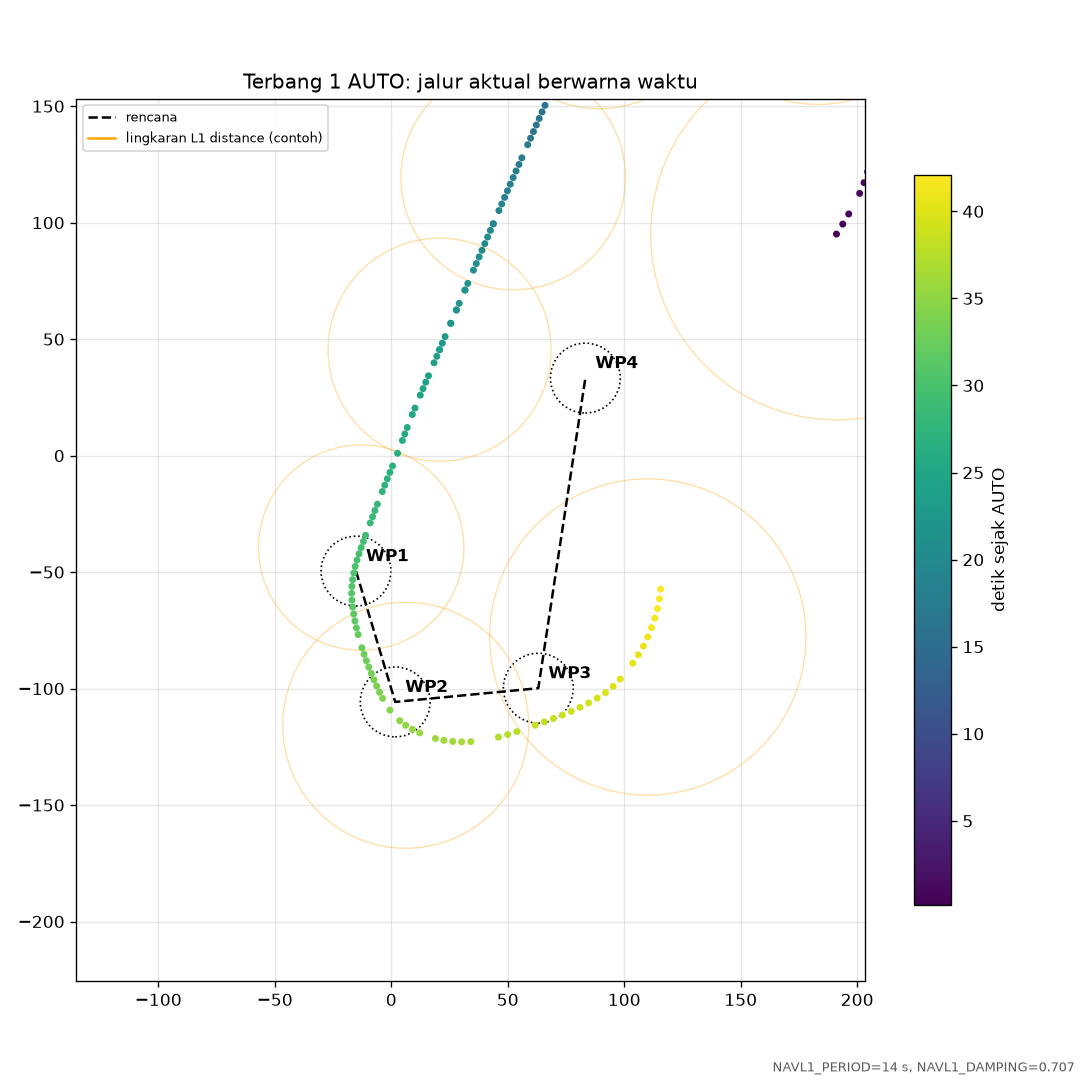 Terbang 1 AUTO: jalur aktual berwarna waktu
rencana
lingkaran L1 distance (contoh)
150
100
50
0
−50
−100
−150
−200
−100
−50
0
50
100
150
200
WP1
WP2
WP3
WP4
40
35
30
25
20
15
10
5
detik sejak AUTO
NAVL1_PERIOD=14 s, NAVL1_DAMPING=0.707